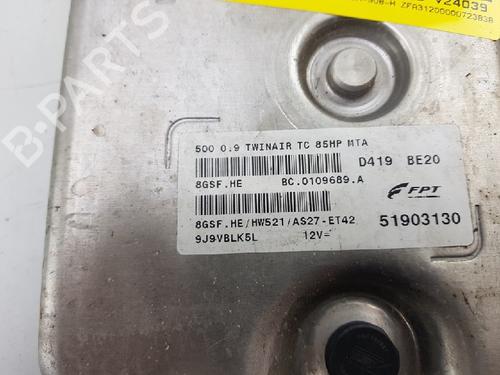 V24039
ZFA31200000723838
500 0.9 TWINAIR TC 85HP MTA
D419 BE20
8GSF.HE BC.0109689.A
FPT
8GSF.HE/HW521/AS27-ET42 51903130
9J9VBLK5L 12V=
B-PARTS